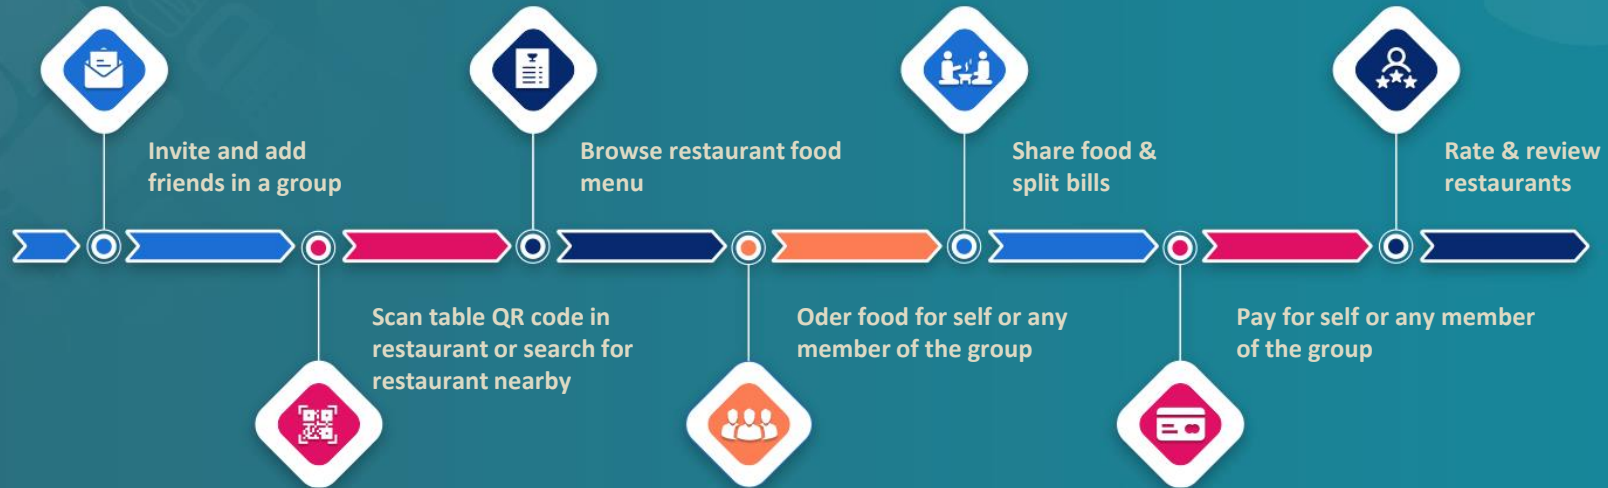 Invite and add
friends in a group
Scan table QR code in
restaurant or search for
restaurant nearby
Browse restaurant food
menu
Oder food for self or any
member of the group
Share food &
split bills
Pay for self or any member
of the group
Rate & review
restaurants